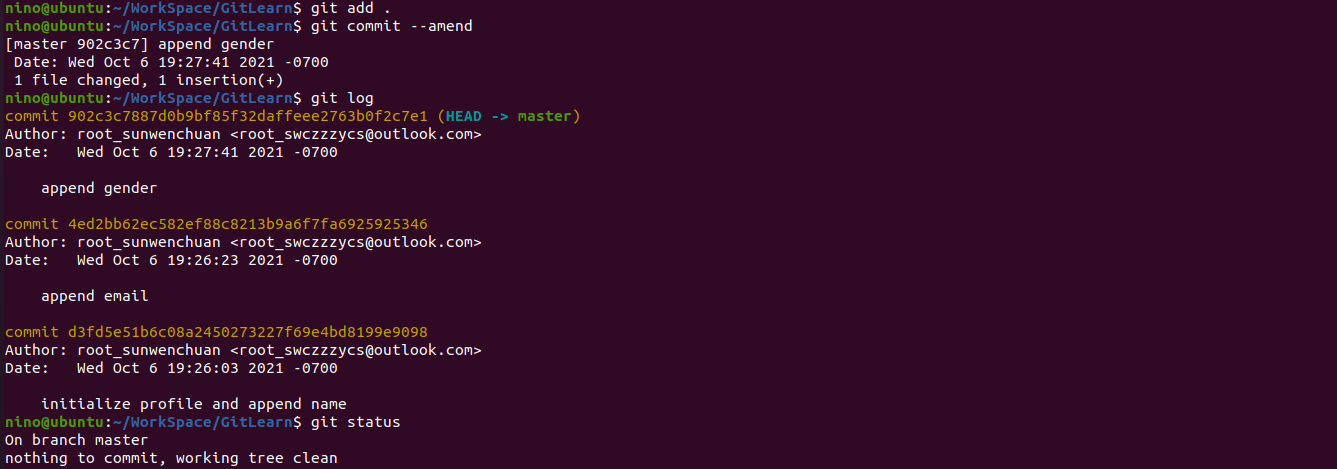 nino@ubuntu:~/WorkSpace/GitLearn$ git add .
nino@ubuntu:~/WorkSpace/GitLearn$ git commit --amend
[master 902c3c7] append gender
 Date: Wed Oct 6 19:27:41 2021 -0700
 1 file changed, 1 insertion(+)
nino@ubuntu:~/WorkSpace/GitLearn$ git log
commit 902c3c7887d0b9bf85f32daffeee2763b0f2c7e1 (HEAD -> master)
Author: root_sunwenchuan <root_swczzzycs@outlook.com>
Date:   Wed Oct 6 19:27:41 2021 -0700

    append gender

commit 4ed2bb62ec582ef88c8213b9a6f7fa6925925346
Author: root_sunwenchuan <root_swczzzycs@outlook.com>
Date:   Wed Oct 6 19:26:23 2021 -0700

    append email

commit d3fd5e51b6c08a2450273227f69e4bd8199e9098
Author: root_sunwenchuan <root_swczzzycs@outlook.com>
Date:   Wed Oct 6 19:26:03 2021 -0700

    initialize profile and append name
nino@ubuntu:~/WorkSpace/GitLearn$ git status
On branch master
nothing to commit, working tree clean